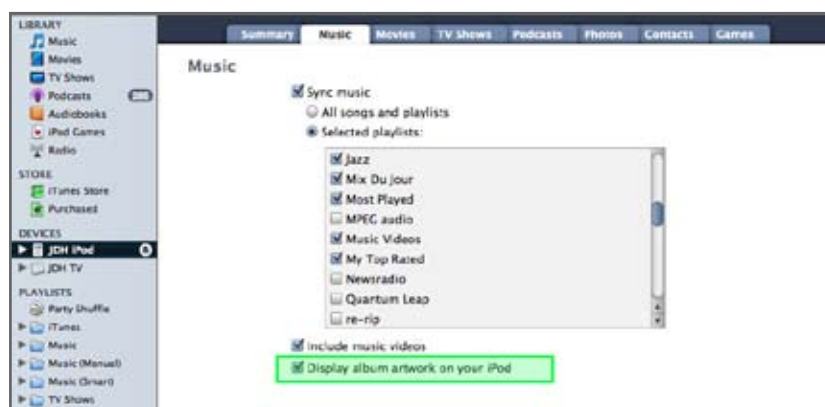 LIBRARY
Music
Movies
TV Shows
Podcasts
Audiobooks
iPod Games
Radio
STORE
iTunes Store
Purchased
DEVICES
JDH iPod
JDH TV
PLAYLISTS
Party Shuffle
iTunes
Music
Music (Manual)
Music (Smart)
TV Shows
Summary Music Movies TV Shows Podcasts Photos Contacts Games
Music
Sync music
All songs and playlists
Selected playlists:
Jazz
Mix Du Jour
Most Played
MPEG audio
Music Videos
My Top Rated
Newsradio
Quantum Leap
re-rip
Include music videos
Display album artwork on your iPod